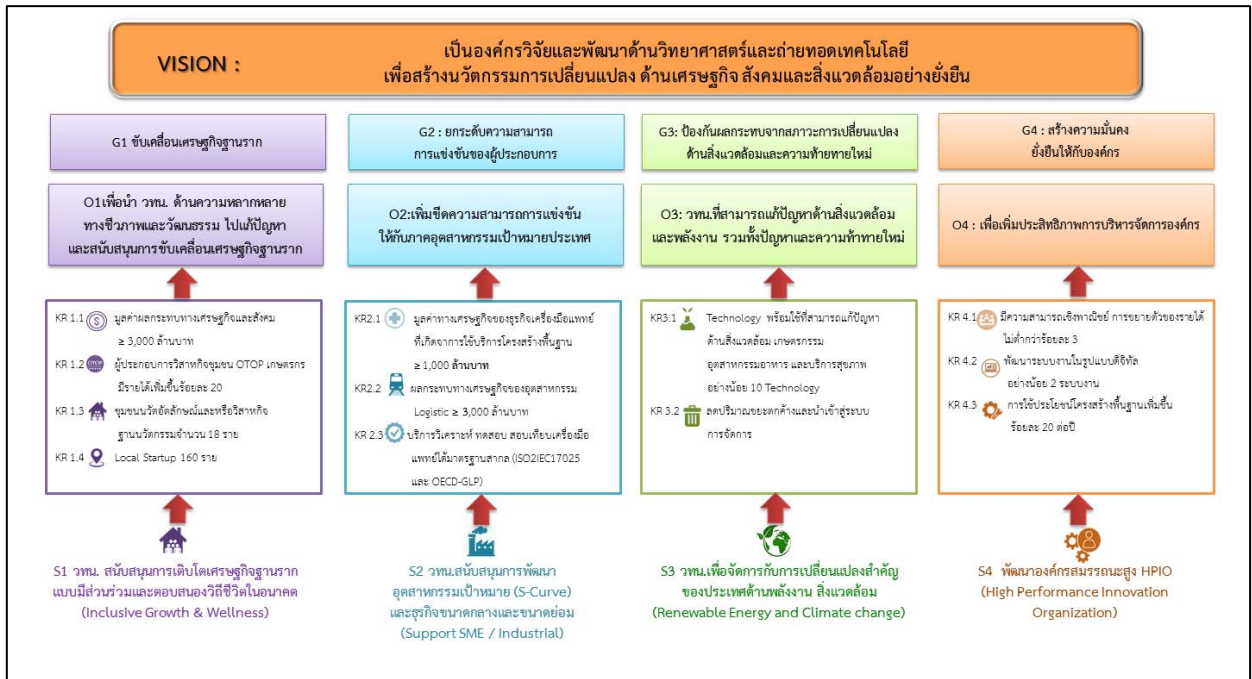 VISION :
เป็นองค์กรวิจัยและพัฒนาด้านวิทยาศาสตร์และถ่ายทอดเทคโนโลยี
เพื่อสร้างนวัตกรรมการเปลี่ยนแปลง ด้านเศรษฐกิจ สังคมและสิ่งแวดล้อมอย่างยั่งยืน
G1 ขับเคลื่อนเศรษฐกิจฐานราก
O1เพื่อนำ วทน. ด้านความหลากหลาย
ทางชีวภาพและวัฒนธรรม ไปแก้ปัญหา
และสนับสนุนการขับเคลื่อนเศรษฐกิจฐานราก
KR 1.1 มูลค่าผลกระทบทางเศรษฐกิจและสังคม
≥ 3,000 ล้านบาท
KR 1.2 OTOP ผู้ประกอบการวิสาหกิจชุมชน OTOP เกษตรกร
มีรายได้เพิ่มขึ้นร้อยละ 20
KR 1.3 ชุมชนนวัตอัตลักษณ์และหรือวิสาหกิจ
ฐานนวัตกรรมจำนวน 18 ราย
KR 1.4 Local Startup 160 ราย
S1 วทน. สนับสนุนการเติบโตเศรษฐกิจฐานราก
แบบมีส่วนร่วมและตอบสนองวิถีชีวิตในอนาคต
(Inclusive Growth & Wellness)
G2 : ยกระดับความสามารถ
การแข่งขันของผู้ประกอบการ
O2:เพิ่มขีดความสามารถการแข่งขัน
ให้กับภาคอุตสาหกรรมเป้าหมายประเทศ
KR2.1 มูลค่าทางเศรษฐกิจของธุรกิจเครื่องมือแพทย์
ที่เกิดจากการใช้บริการโครงสร้างพื้นฐาน
≥ 1,000 ล้านบาท
KR2.2 ผลกระทบทางเศรษฐกิจของอุตสาหกรรม
Logistic ≥ 3,000 ล้านบาท
KR 2.3 บริการวิเคราะห์ ทดสอบ สอบเทียบเครื่องมือ
แพทย์ได้มาตรฐานสากล (ISO2IEC17025
และ OECD-GLP)
S2 วทน.สนับสนุนการพัฒนา
อุตสาหกรรมเป้าหมาย (S-Curve)
และธุรกิจขนาดกลางและขนาดย่อม
(Support SME / Industrial)
G3: ป้องกันผลกระทบจากสภาวะการเปลี่ยนแปลง
ด้านสิ่งแวดล้อมและความท้ายทายใหม่
O3: วทน.ที่สามารถแก้ปัญหาด้านสิ่งแวดล้อม
และพลังงาน รวมทั้งปัญหาและความท้าทายใหม่
KR3.1 Technology พร้อมใช้ที่สามารถแก้ปัญหา
ด้านสิ่งแวดล้อม เกษตรกรรม
อุตสาหกรรมอาหาร และบริการสุขภาพ
อย่างน้อย 10 Technology
KR 3.2 ลดปริมาณขยะตกค้างและนำเข้าสู่ระบบ
การจัดการ
S3 วทน.เพื่อจัดการกับการเปลี่ยนแปลงสำคัญ
ของประเทศด้านพลังงาน สิ่งแวดล้อม
(Renewable Energy and Climate change)
G4 : สร้างความมั่นคง
ยั่งยืนให้กับองค์กร
O4 : เพื่อเพิ่มประสิทธิภาพการบริหารจัดการองค์กร
KR 4.1 มีความสามารถเชิงพาณิชย์ การขยายตัวของรายได้
ไม่ต่ำกว่าร้อยละ 3
KR 4.2 พัฒนาระบบงานในรูปแบบดิจิทัล
อย่างน้อย 2 ระบบงาน
KR 4.3 การใช้ประโยชน์โครงสร้างพื้นฐานเพิ่มขึ้น
ร้อยละ 20 ต่อปี
S4 พัฒนาองค์กรสมรรถนะสูง HPIO
(High Performance Innovation
Organization)